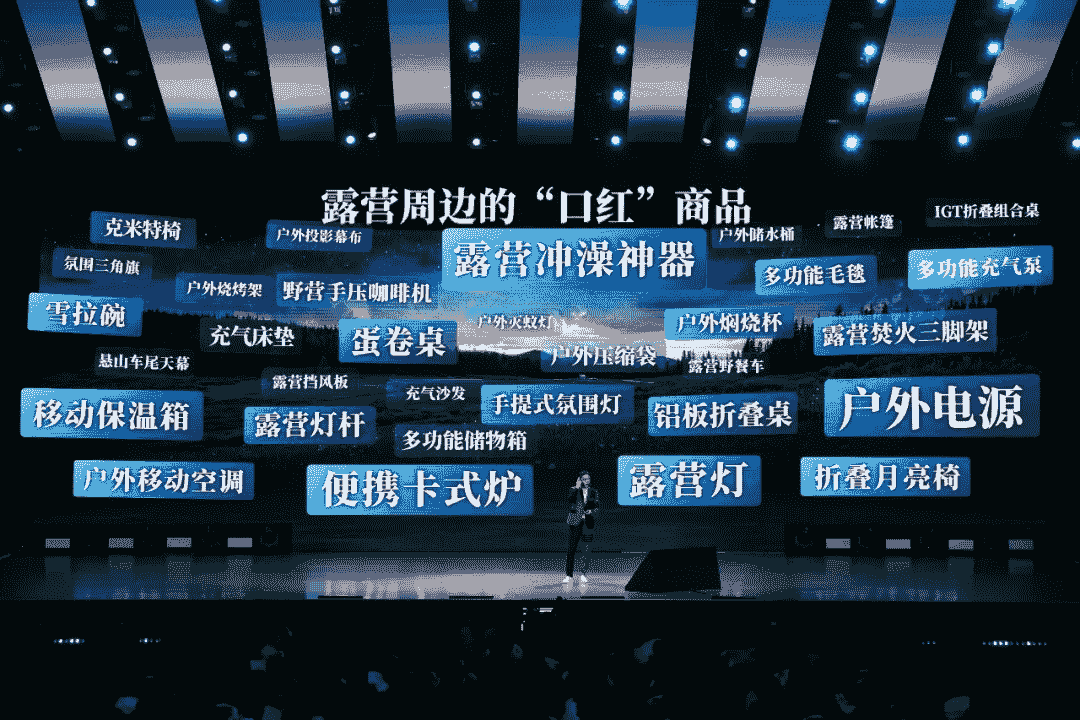 露营周边的“口红”商品
IGT折叠组合桌
克米特椅
户外投影幕布
户外储水桶
露营帐篷
氛围三角旗
露营冲澡神器
多功能毛毯
多功能充气泵
户外烧烤架
野营手压咖啡机
雪拉碗
充气床垫
蛋卷桌
户外灭蚊灯
户外焖烧杯
露营焚火三脚架
悬山车尾天幕
户外压缩袋
露营野餐车
露营挡风板
充气沙发
移动保温箱
露营灯杆
手提式氛围灯
铝板折叠桌
户外电源
多功能储物箱
户外移动空调
便携卡式炉
露营灯
折叠月亮椅